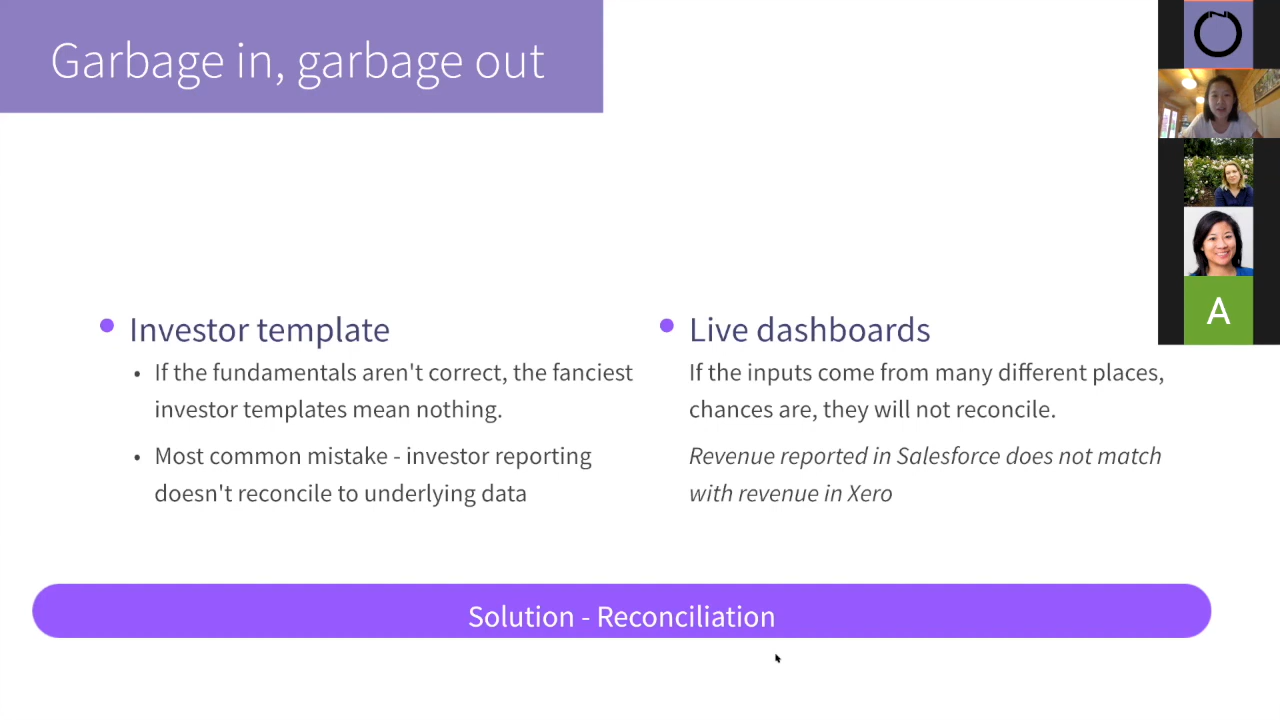 Garbage in, garbage out
Investor template
If the fundamentals aren't correct, the fanciest
investor templates mean nothing.
Most common mistake - investor reporting
doesn't reconcile to underlying data
Live dashboards
If the inputs come from many different places,
chances are, they will not reconcile.
Revenue reported in Salesforce does not match
with revenue in Xero
Solution - Reconciliation
A